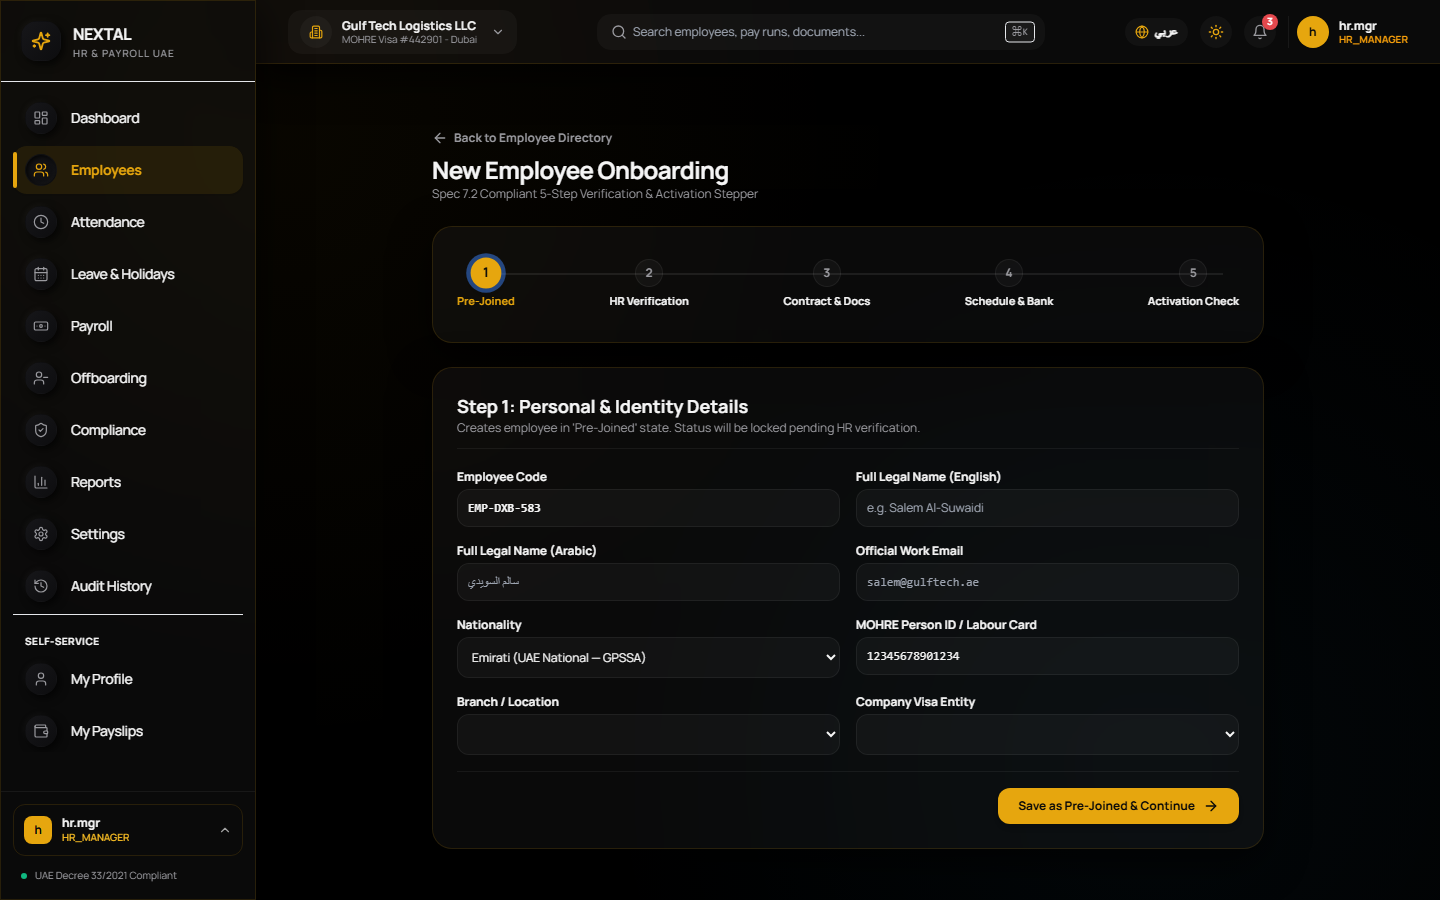 NEXTAL
HR & PAYROLL UAE
Gulf Tech Logistics LLC
MOHRE Visa #442901 - Dubai
Search employees, pay runs, documents...
⌘K
عربي
3
h
hr.mgr
HR_MANAGER
Dashboard
Employees
Attendance
Leave & Holidays
Payroll
Offboarding
Compliance
Reports
Settings
Audit History
SELF-SERVICE
My Profile
My Payslips
h
hr.mgr
HR_MANAGER
UAE Decree 33/2021 Compliant
Back to Employee Directory
New Employee Onboarding
Spec 7.2 Compliant 5-Step Verification & Activation Stepper
1
Pre-Joined
2
HR Verification
3
Contract & Docs
4
Schedule & Bank
5
Activation Check
Step 1: Personal & Identity Details
Creates employee in 'Pre-Joined' state. Status will be locked pending HR verification.
Employee Code
EMP-DXB-583
Full Legal Name (English)
e.g. Salem Al-Suwaidi
Full Legal Name (Arabic)
سالم السويدي
Official Work Email
salem@gulftech.ae
Nationality
Emirati (UAE National — GPSSA)
MOHRE Person ID / Labour Card
12345678901234
Branch / Location
Company Visa Entity
Save as Pre-Joined & Continue